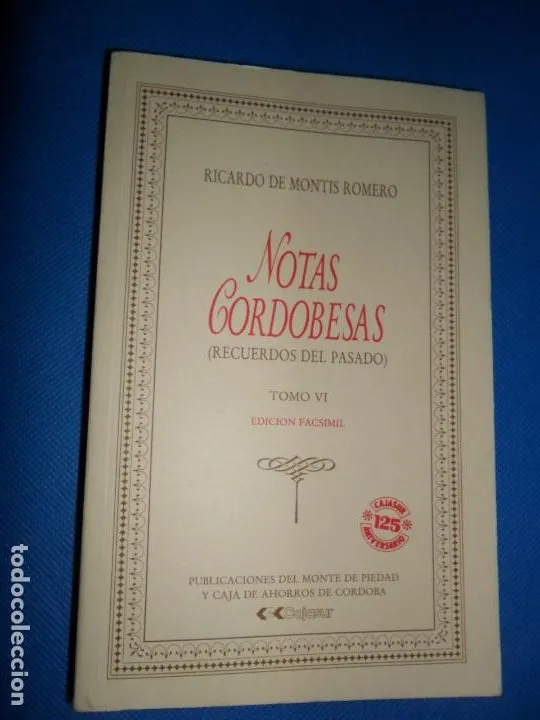 RICARDO DE MONTIS ROMERO
NOTAS
CORDOBESAS
(RECUERDOS DEL PASADO)
TOMO VI
EDICION FACSIMIL
CAJASUR
125
ANIVERSARIO
PUBLICACIONES DEL MONTE DE PIEDAD
Y CAJA DE AHORROS DE CORDOBA
Cajasur
todocoleccion